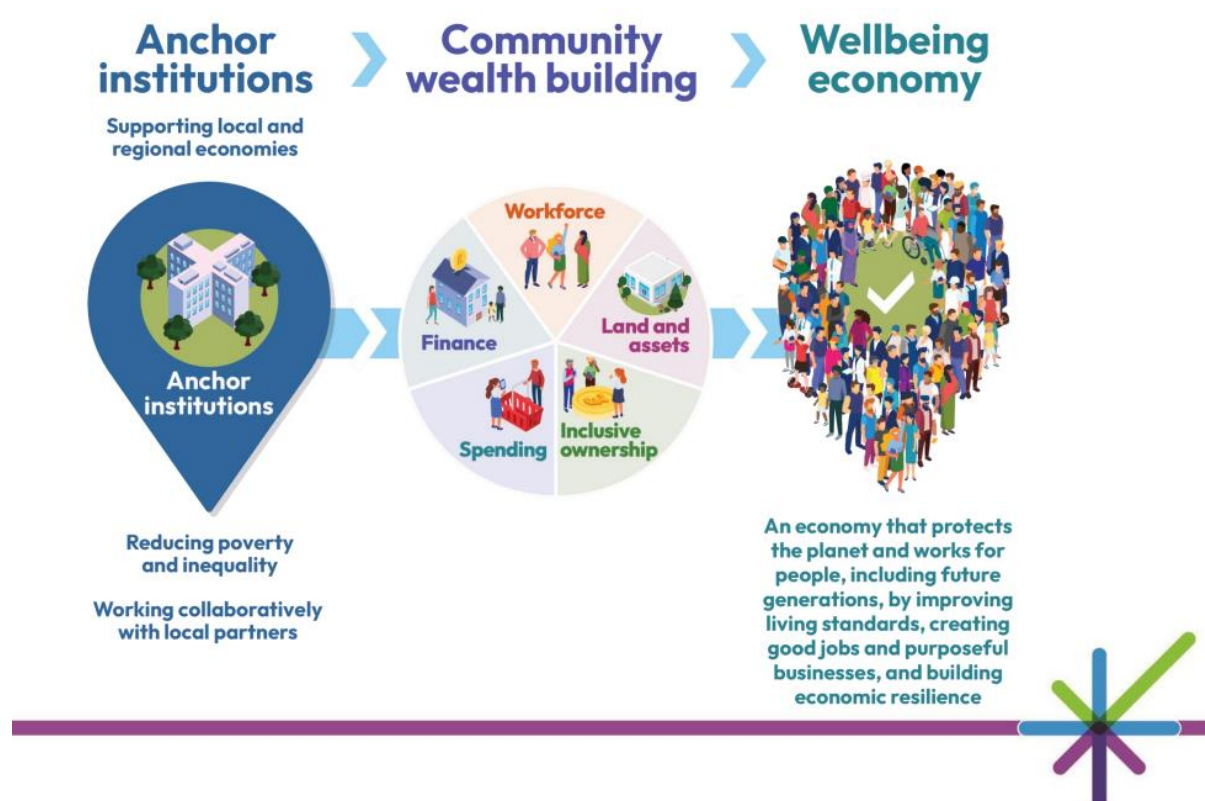 Anchor
institutions
Community
wealth building
Wellbeing
economy
Supporting local and
regional economies
Anchor
institutions
Workforce
Finance
Land and
assets
Spending
Inclusive
ownership
Reducing poverty
and inequality
Working collaboratively
with local partners
An economy that protects
the planet and works for
people, including future
generations, by improving
living standards, creating
good jobs and purposeful
businesses, and building
economic resilience